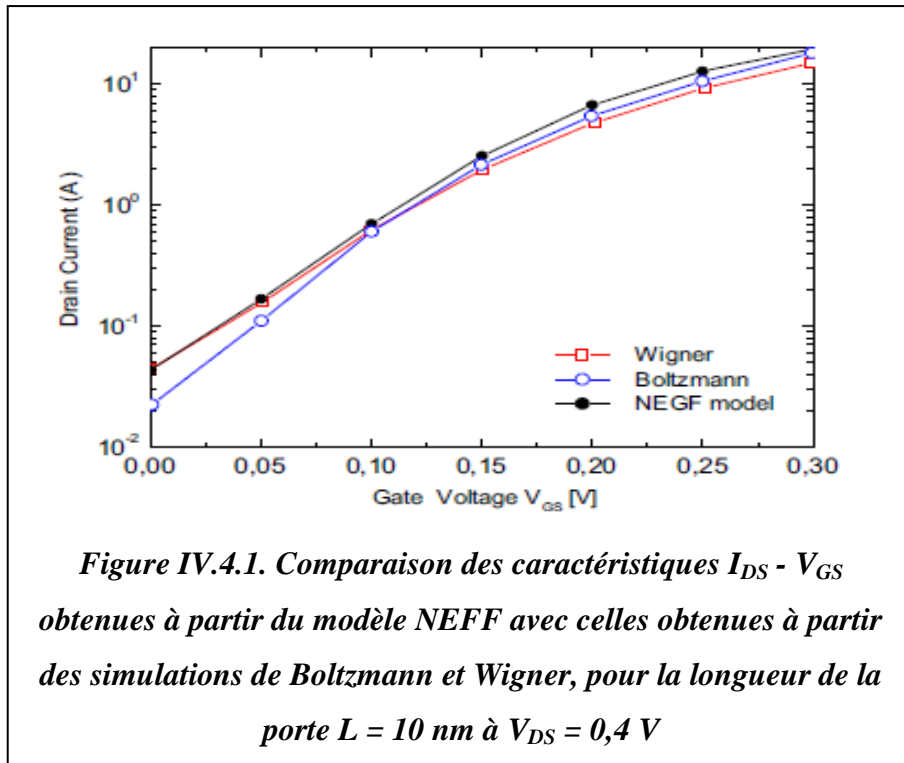 10¹
10⁰
10⁻¹
10⁻²
Drain Current (A)
Wigner
Boltzmann
NEGF model
0,00 0,05 0,10 0,15 0,20 0,25 0,30
Gate Voltage V_GS [V]
Figure IV.4.1. Comparaison des caractéristiques I_DS - V_GS
obtenues à partir du modèle NEFF avec celles obtenues à partir
des simulations de Boltzmann et Wigner, pour la longueur de la
porte L = 10 nm à V_DS = 0,4 V